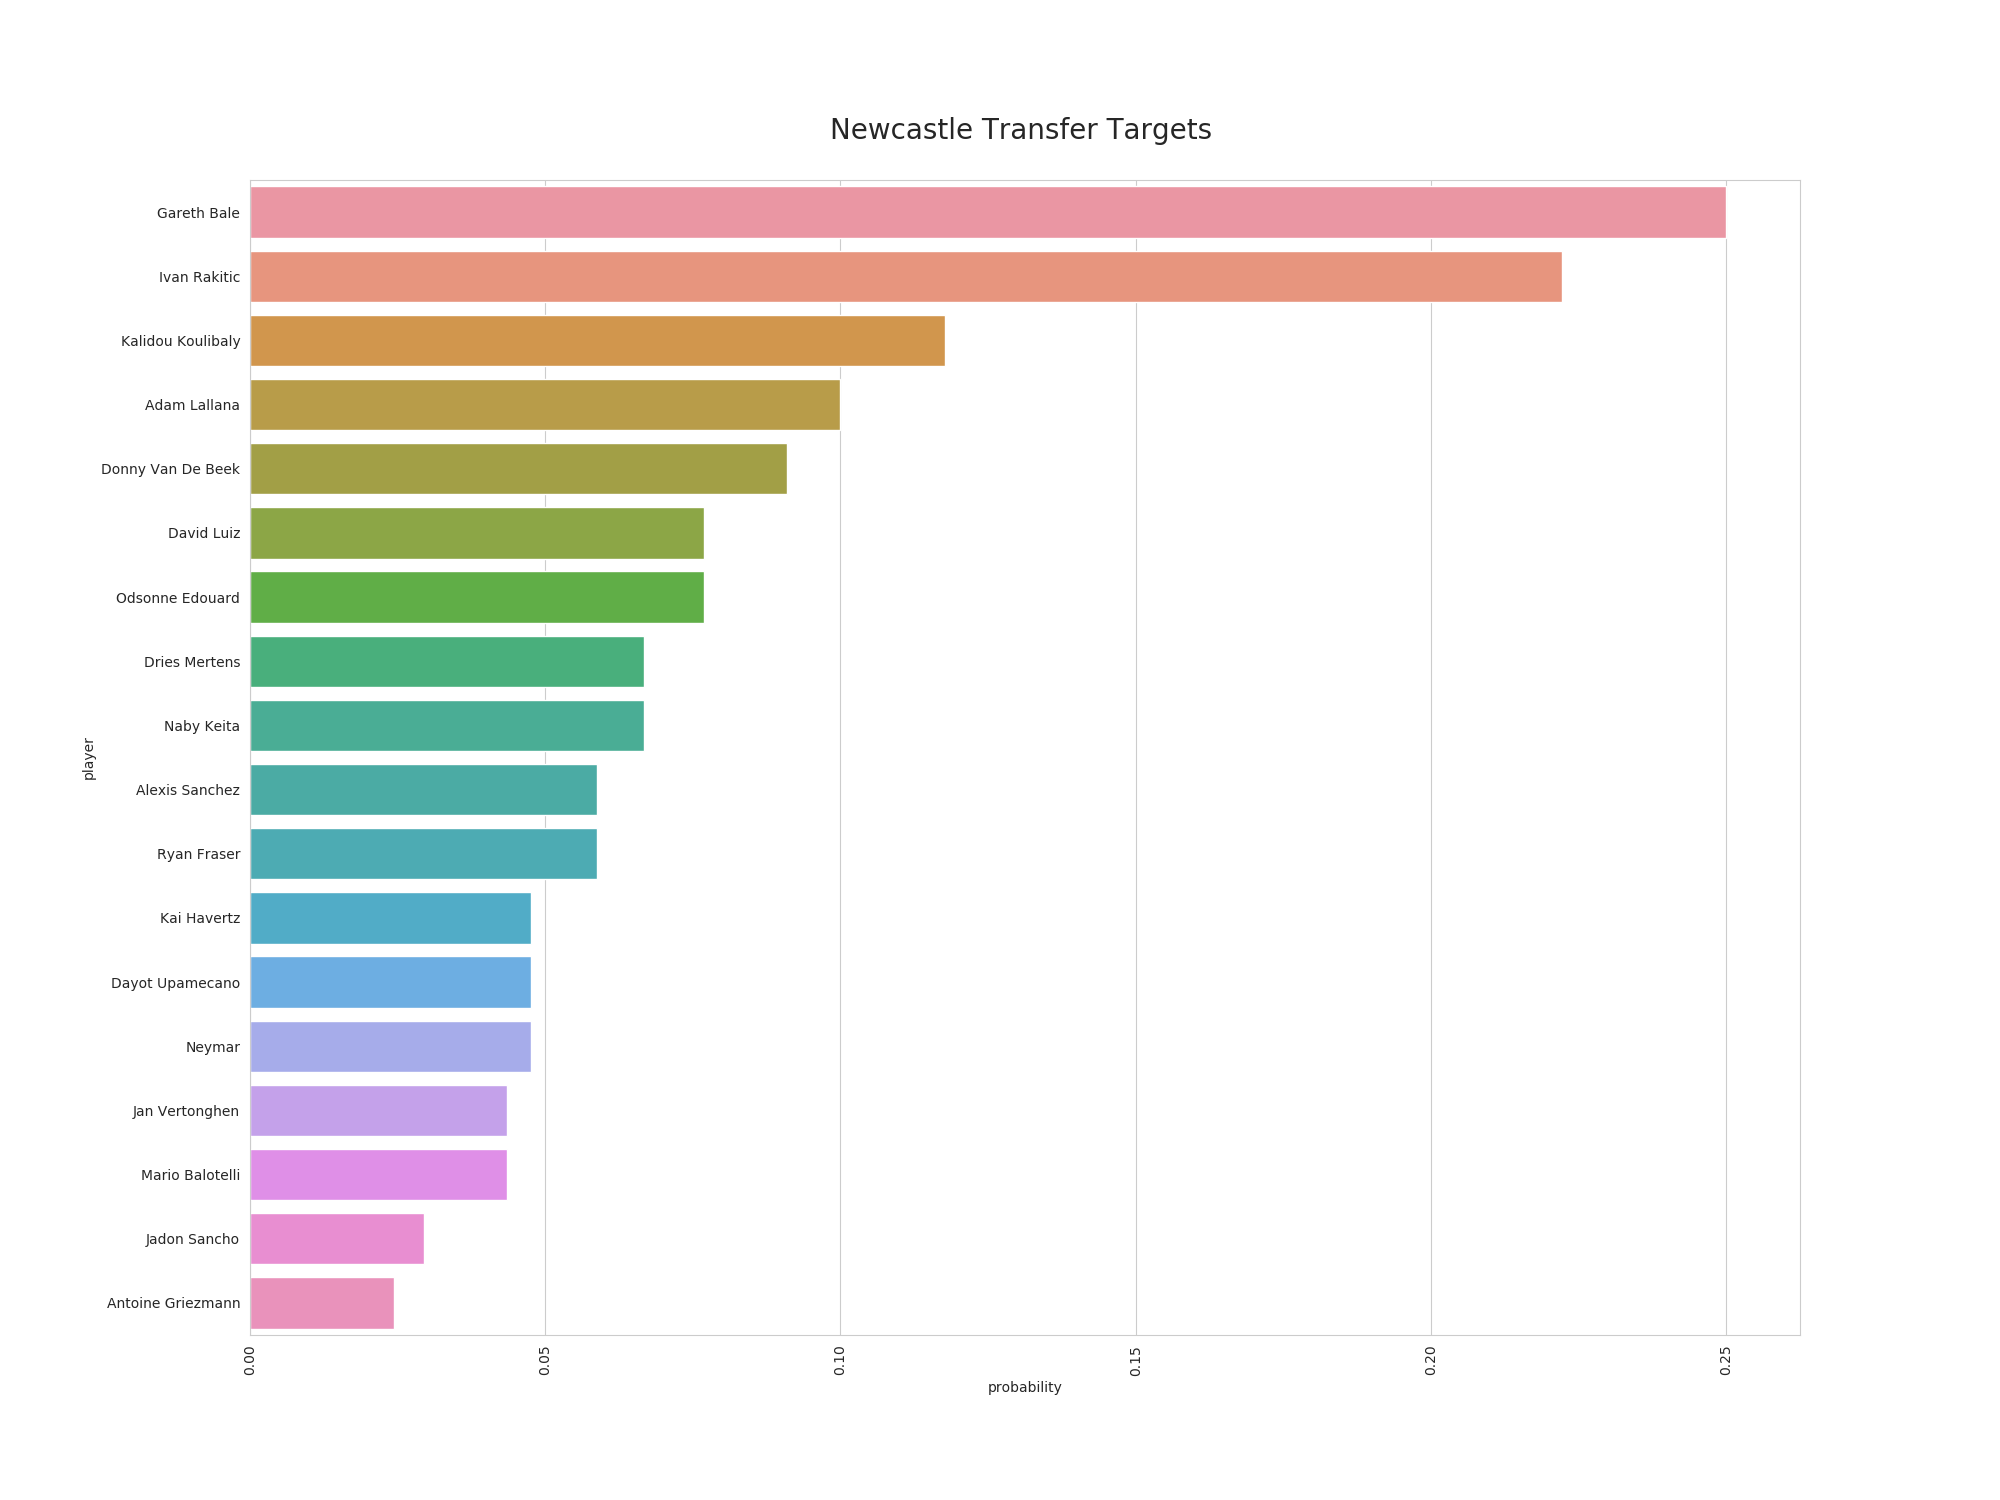 Newcastle Transfer Targets
Gareth Bale
Ivan Rakitic
Kalidou Koulibaly
Adam Lallana
Donny Van De Beek
David Luiz
Odsonne Edouard
Dries Mertens
Naby Keita
player
Alexis Sanchez
Ryan Fraser
Kai Havertz
Dayot Upamecano
Neymar
Jan Vertonghen
Mario Balotelli
Jadon Sancho
Antoine Griezmann
0.00
0.05
0.10
0.15
0.20
0.25
probability